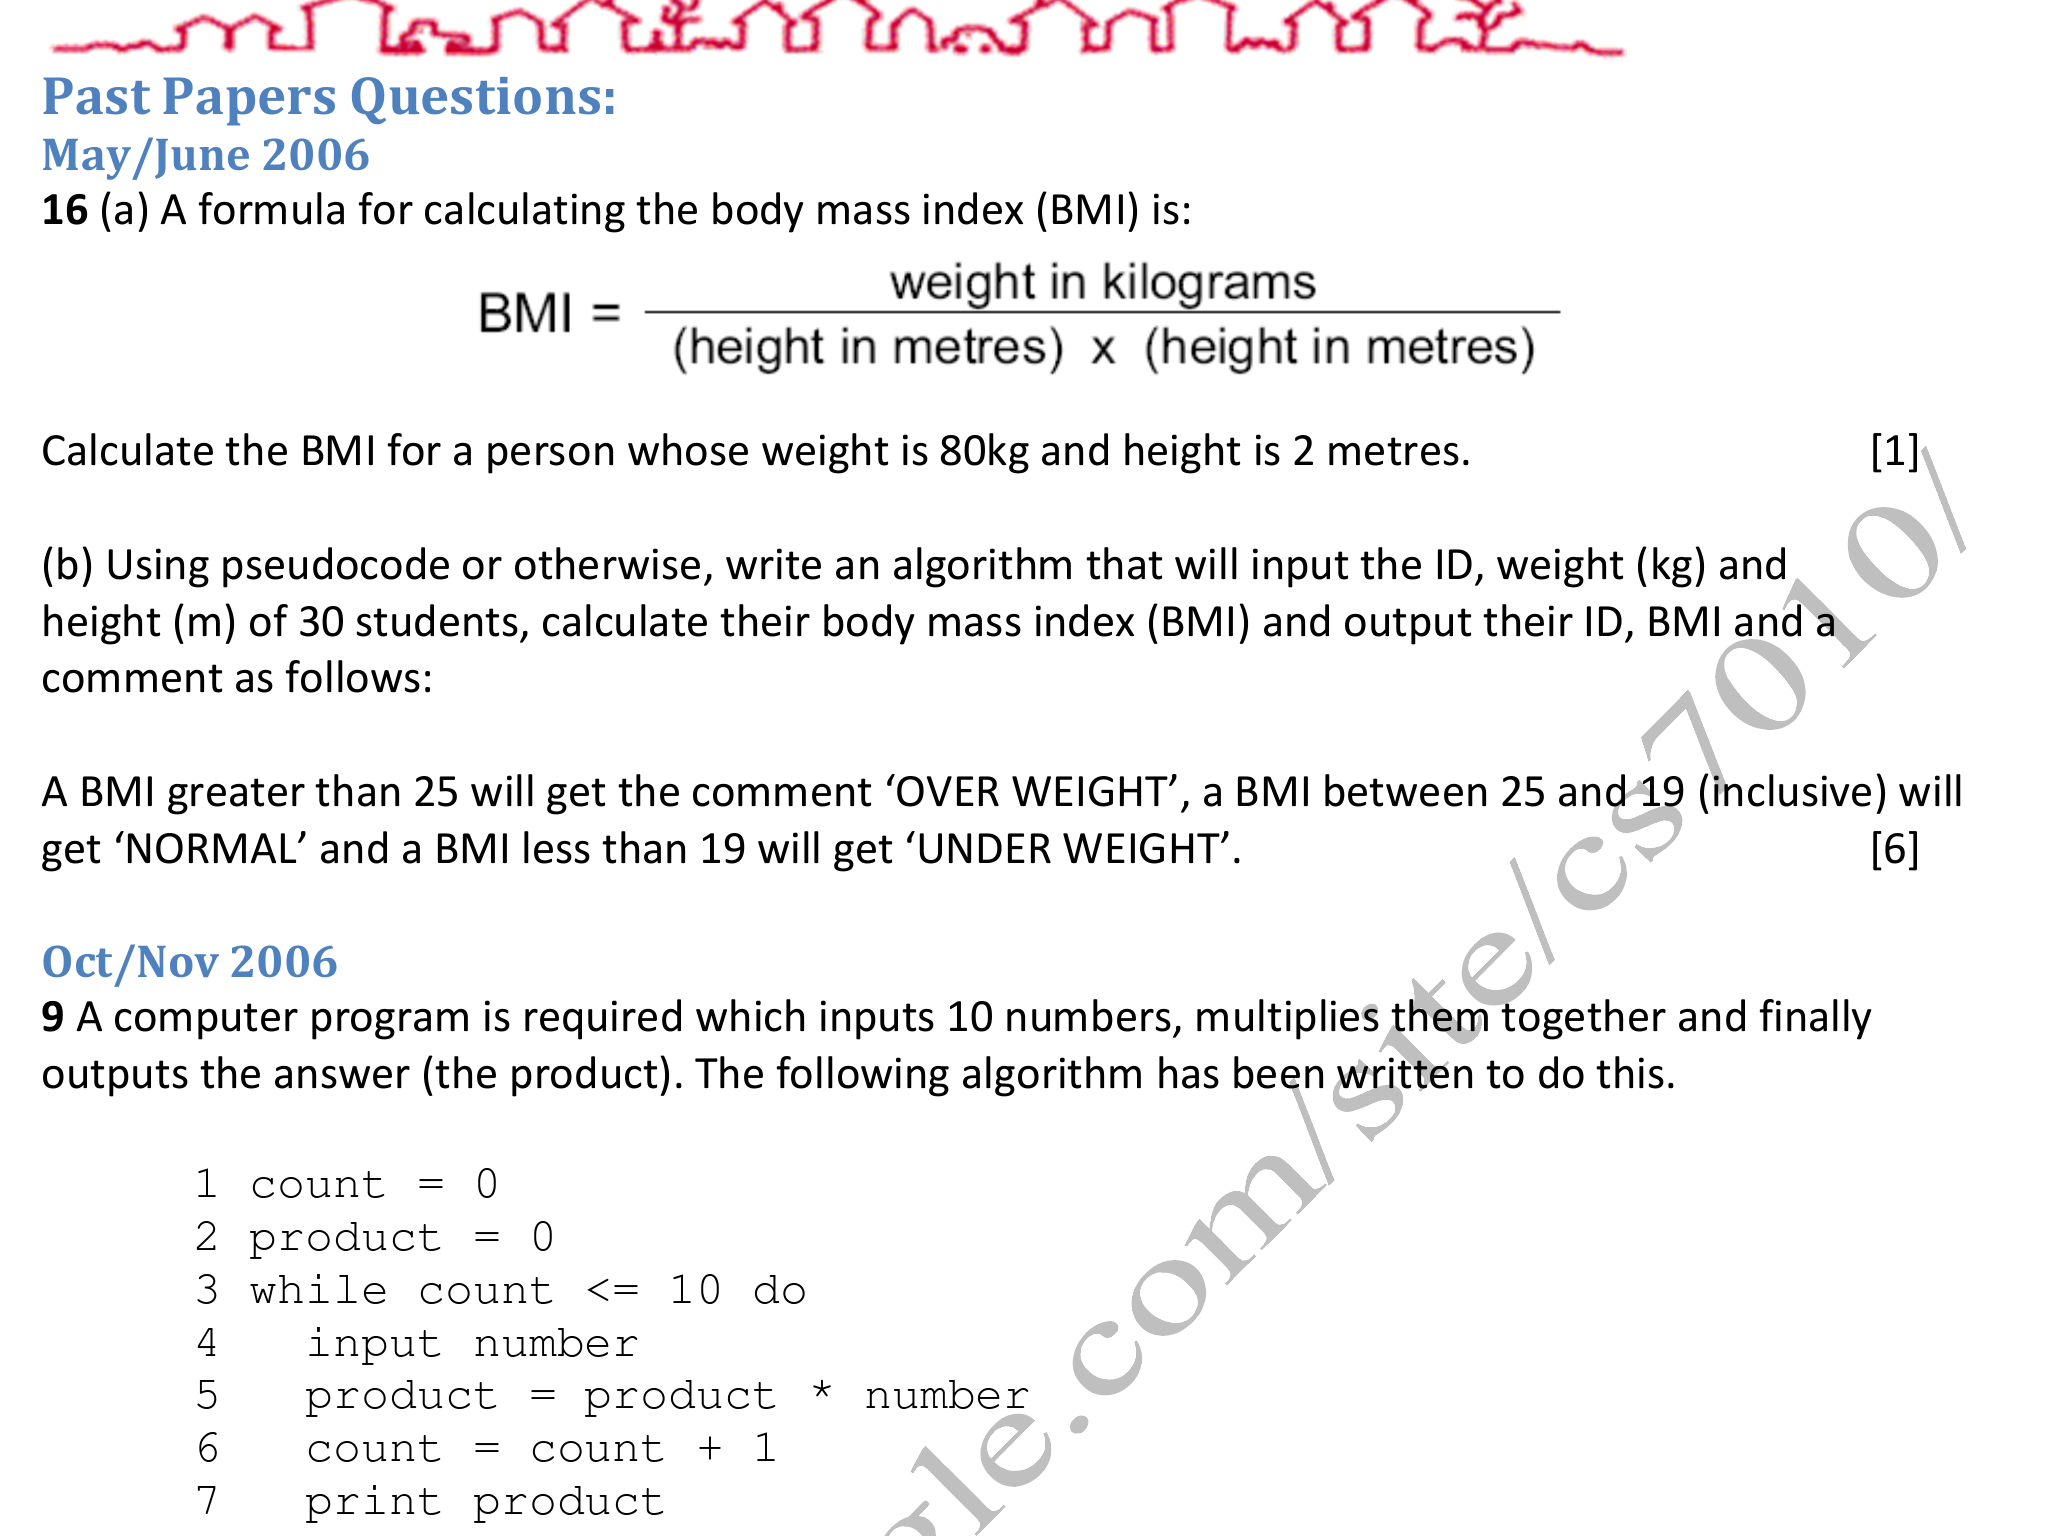 Past Papers Questions:
May/June 2006
16 (a) A formula for calculating the body mass index (BMI) is:
BMI = weight in kilograms
(height in metres) x (height in metres)
Calculate the BMI for a person whose weight is 80kg and height is 2 metres. [1]
(b) Using pseudocode or otherwise, write an algorithm that will input the ID, weight (kg) and
height (m) of 30 students, calculate their body mass index (BMI) and output their ID, BMI and a
comment as follows:
A BMI greater than 25 will get the comment ‘OVER WEIGHT’, a BMI between 25 and 19 (inclusive) will
get ‘NORMAL’ and a BMI less than 19 will get ‘UNDER WEIGHT’. [6]
Oct/Nov 2006
9 A computer program is required which inputs 10 numbers, multiplies them together and finally
outputs the answer (the product). The following algorithm has been written to do this.
1 count = 0
2 product = 0
3 while count <= 10 do
4 input number
5 product = product * number
6 count = count + 1
7 print product
gle.com/site/cs7010/